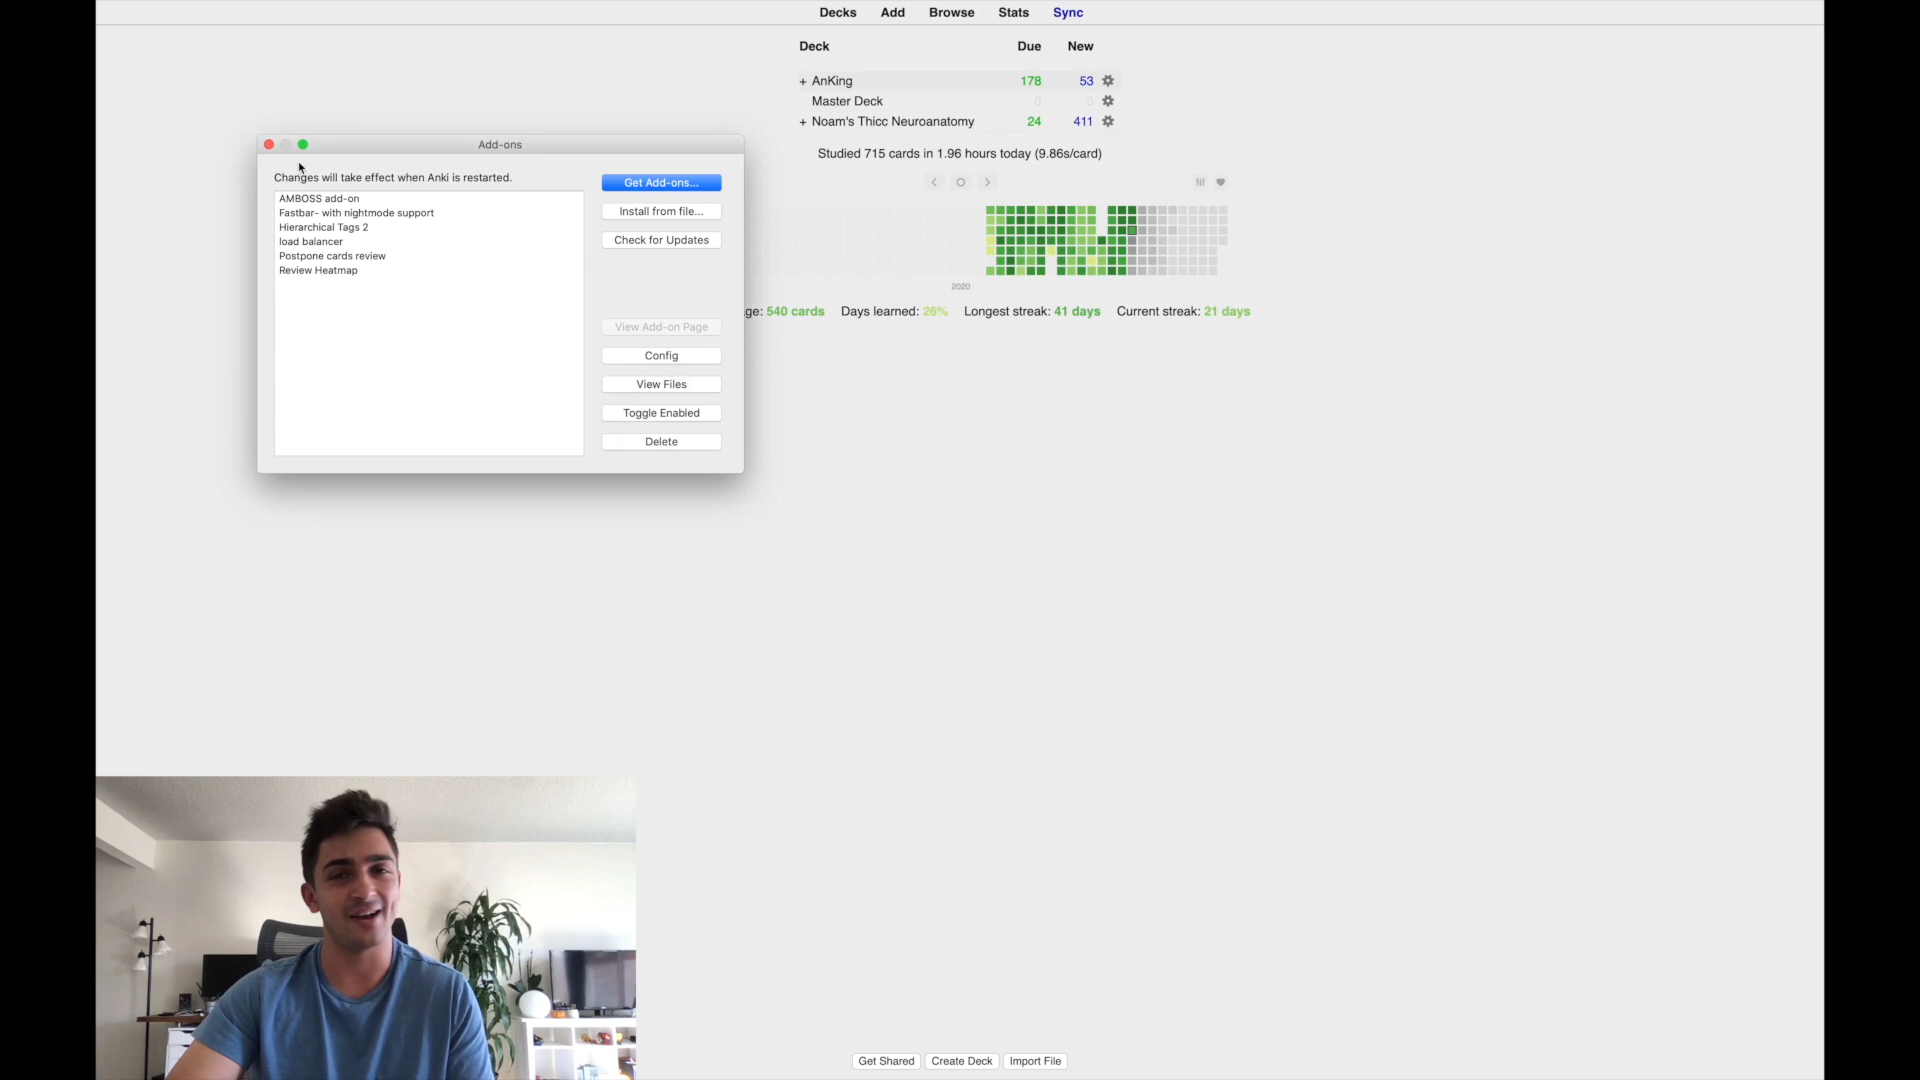 Decks Add Browse Stats Sync
Deck Due New
+ AnKing 178 53
Master Deck 0 0
+ Noam's Thicc Neuroanatomy 24 411
Studied 715 cards in 1.96 hours today (9.86s/card)
2020
ge: 540 cards Days learned: 26% Longest streak: 41 days Current streak: 21 days
Add-ons
Changes will take effect when Anki is restarted.
AMBOSS add-on
Fastbar- with nightmode support
Hierarchical Tags 2
load balancer
Postpone cards review
Review Heatmap
Get Add-ons...
Install from file...
Check for Updates
View Add-on Page
Config
View Files
Toggle Enabled
Delete
Get Shared Create Deck Import File